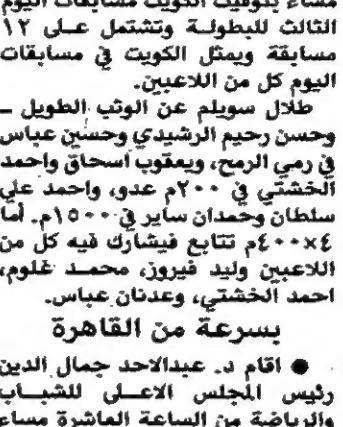 مساء بتوقيت الكويت مسابقات اليوم
الثالث للبطولة وتشتمل على ١٢
مسابقة ويمثل الكويت في مسابقات
اليوم كل من اللاعبين.
طلال سويلم عن الوثب الطويل ـ
وحسن رحيم الرشيدي وحسين عباس
في رمي الرمح، ويعقوب اسحاق واحمد
الخشتي في ٢٠٠م عدو، واحمد علي
سلطان وحمدان ساير في ١٥٠٠م. أما
٤×٤٠٠م تتابع فيشارك فيه كل من
اللاعبين وليد فيروز، محمد غلوم،
احمد الخشتي، وعدنان عباس.
بسرعة من القاهرة
● اقام د. عبدالاحد جمال الدين
رئيس المجلس الاعلى للشباب
والرياضة من الساعة العاشرة مساء